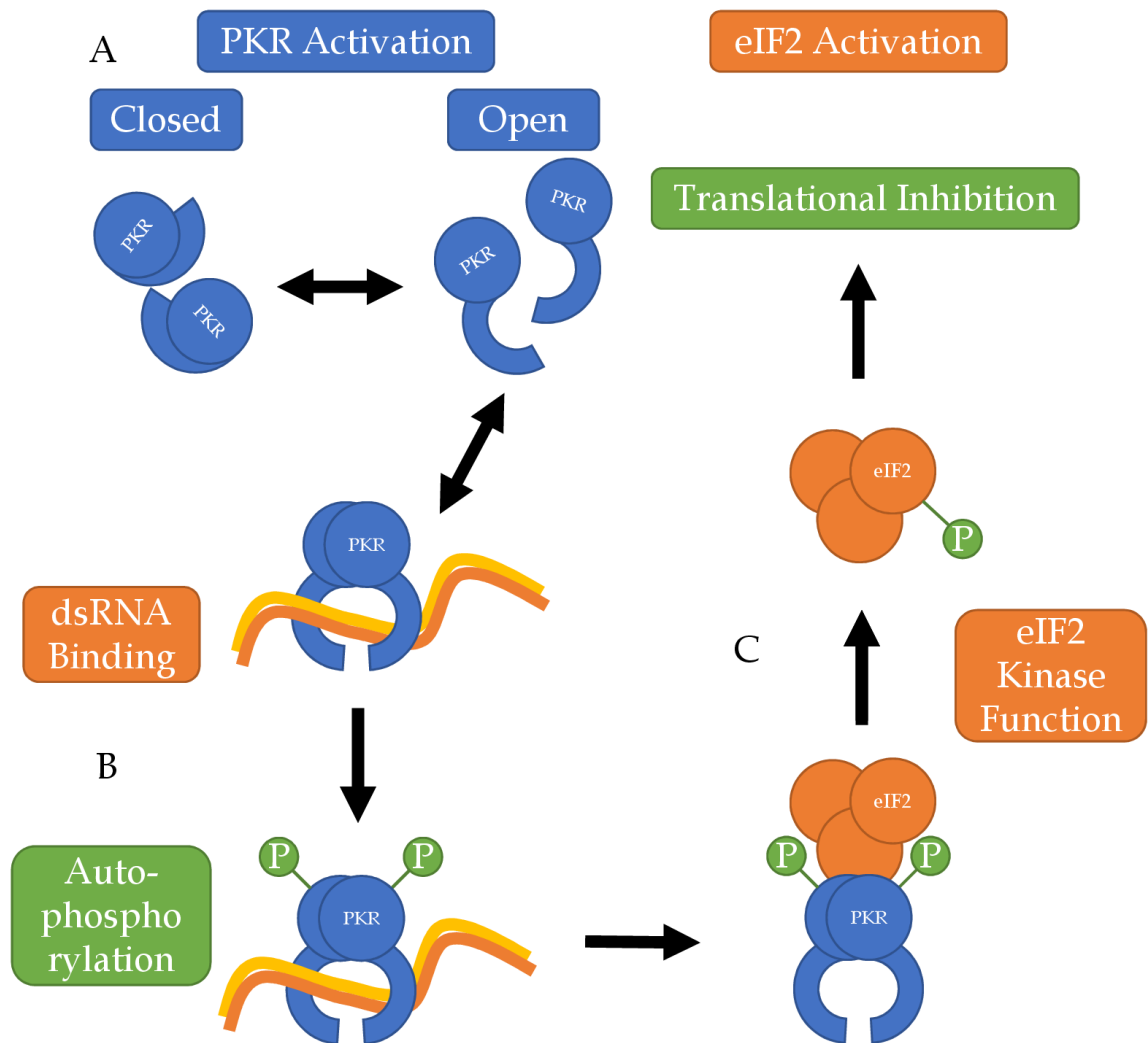 A
PKR Activation
eIF2 Activation
Closed
Open
Translational Inhibition
PKR
PKR
PKR
PKR
eIF2
P
PKR
dsRNA
Binding
C
eIF2
Kinase
Function
B
eIF2
P
P
P
P
Auto-
phospho
rylation
PKR
PKR